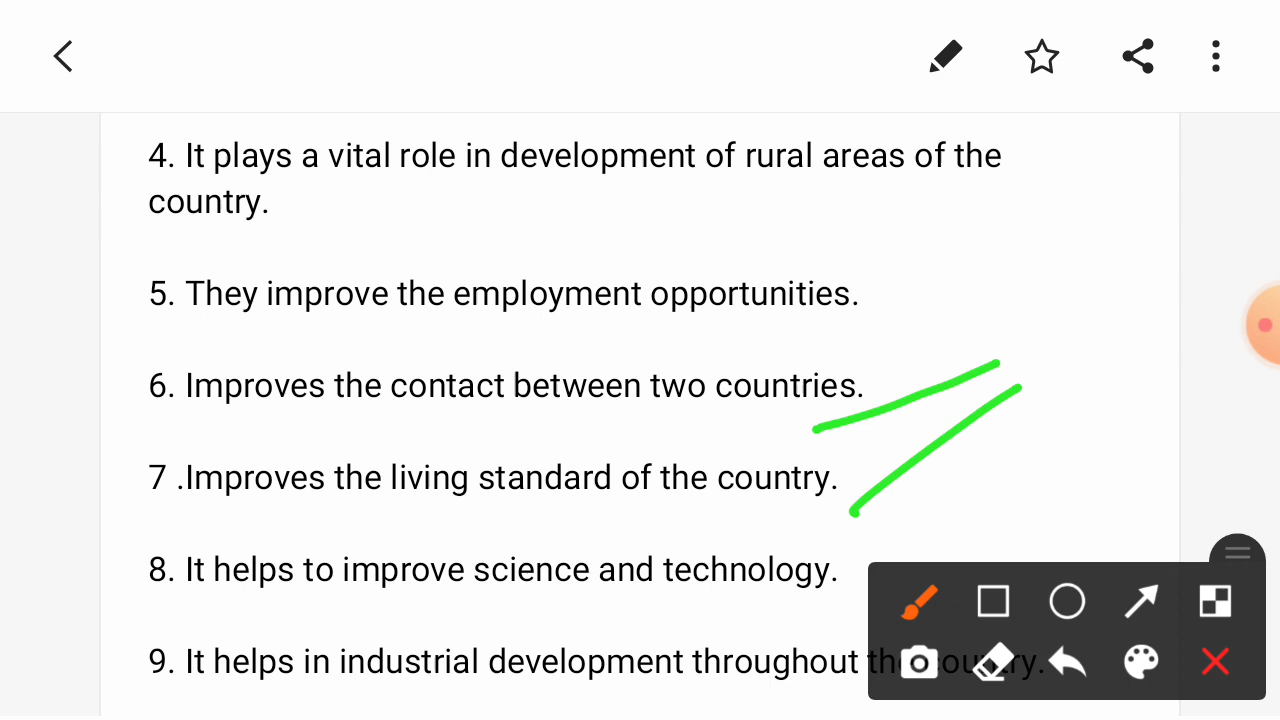 4. It plays a vital role in development of rural areas of the
country.
5. They improve the employment opportunities.
6. Improves the contact between two countries.
7 .Improves the living standard of the country.
8. It helps to improve science and technology.
9. It helps in industrial development throughout the country.